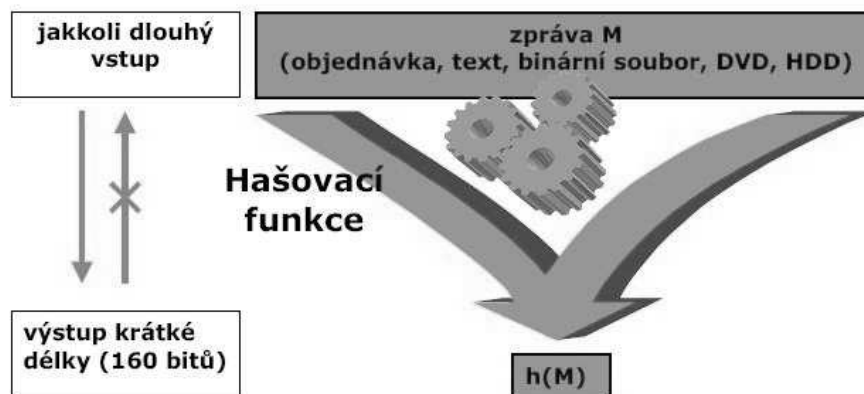 jakkoli dlouhý
vstup
zpráva M
(objednávka, text, binární soubor, DVD, HDD)
Hašovací
funkce
výstup krátké
délky (160 bitů)
h(M)